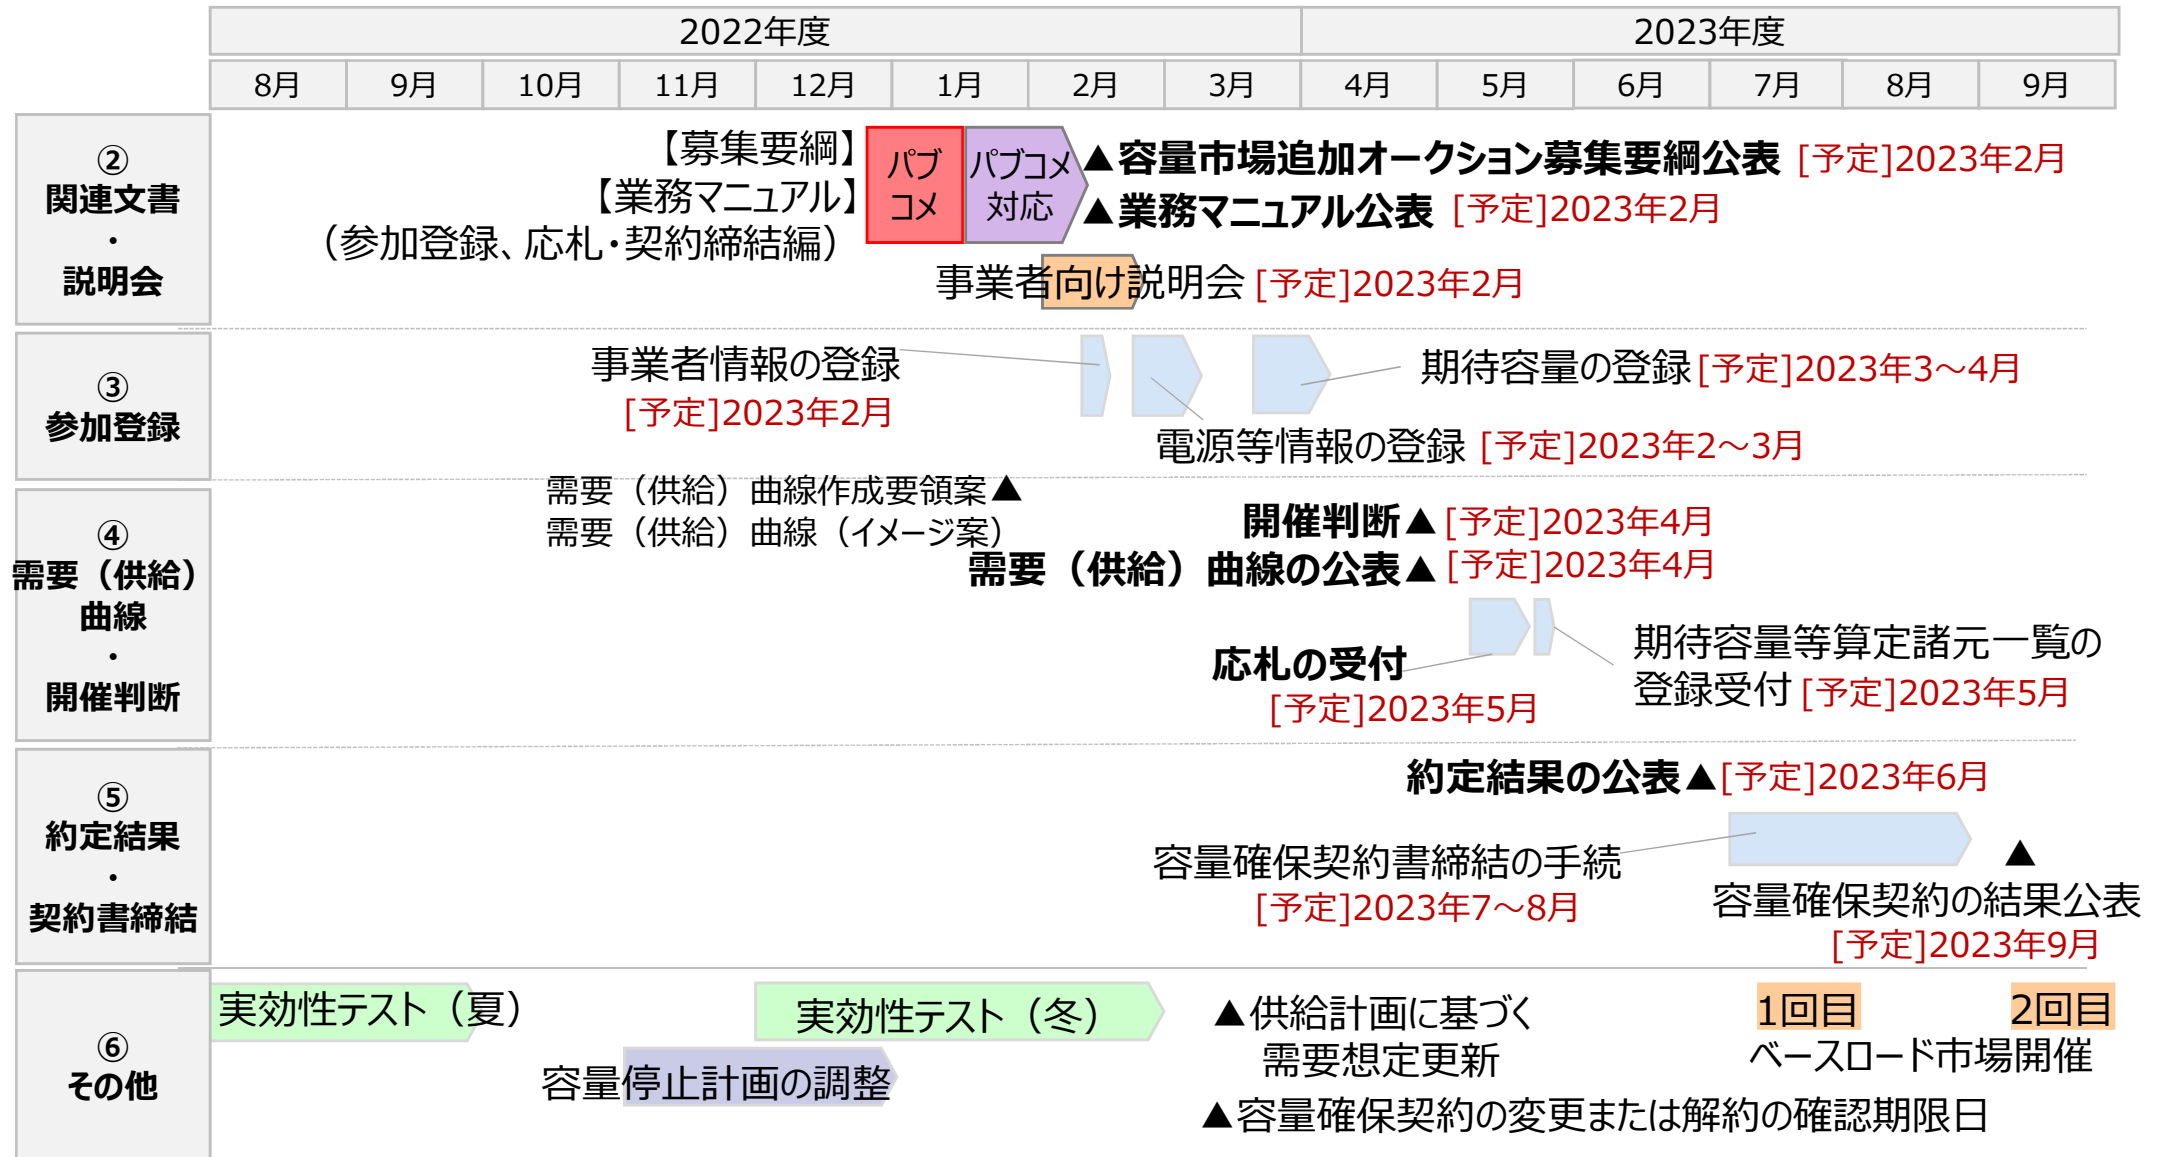 2022年度
2023年度
8月
9月
10月
11月
12月
1月
2月
3月
4月
5月
6月
7月
8月
9月
②
関連文書
・
説明会
【募集要綱】
【業務マニュアル】
（参加登録、応札・契約締結編）
パブ
コメ
パブコメ
対応
▲容量市場追加オークション募集要綱公表 [予定]2023年2月
▲業務マニュアル公表 [予定]2023年2月
事業者向け説明会 [予定]2023年2月
③
参加登録
事業者情報の登録
[予定]2023年2月
期待容量の登録 [予定]2023年3～4月
電源等情報の登録 [予定]2023年2～3月
④
需要（供給）
曲線
・
開催判断
需要（供給）曲線作成要領案▲
需要（供給）曲線（イメージ案）
開催判断▲ [予定]2023年4月
需要（供給）曲線の公表▲ [予定]2023年4月
応札の受付
[予定]2023年5月
期待容量等算定諸元一覧の
登録受付 [予定]2023年5月
⑤
約定結果
・
契約書締結
約定結果の公表▲ [予定]2023年6月
容量確保契約書締結の手続
[予定]2023年7～8月
▲
容量確保契約の結果公表
[予定]2023年9月
⑥
その他
実効性テスト（夏）
実効性テスト（冬）
容量停止計画の調整
▲供給計画に基づく
需要想定更新
1回目
2回目
ベースロード市場開催
▲容量確保契約の変更または解約の確認期限日